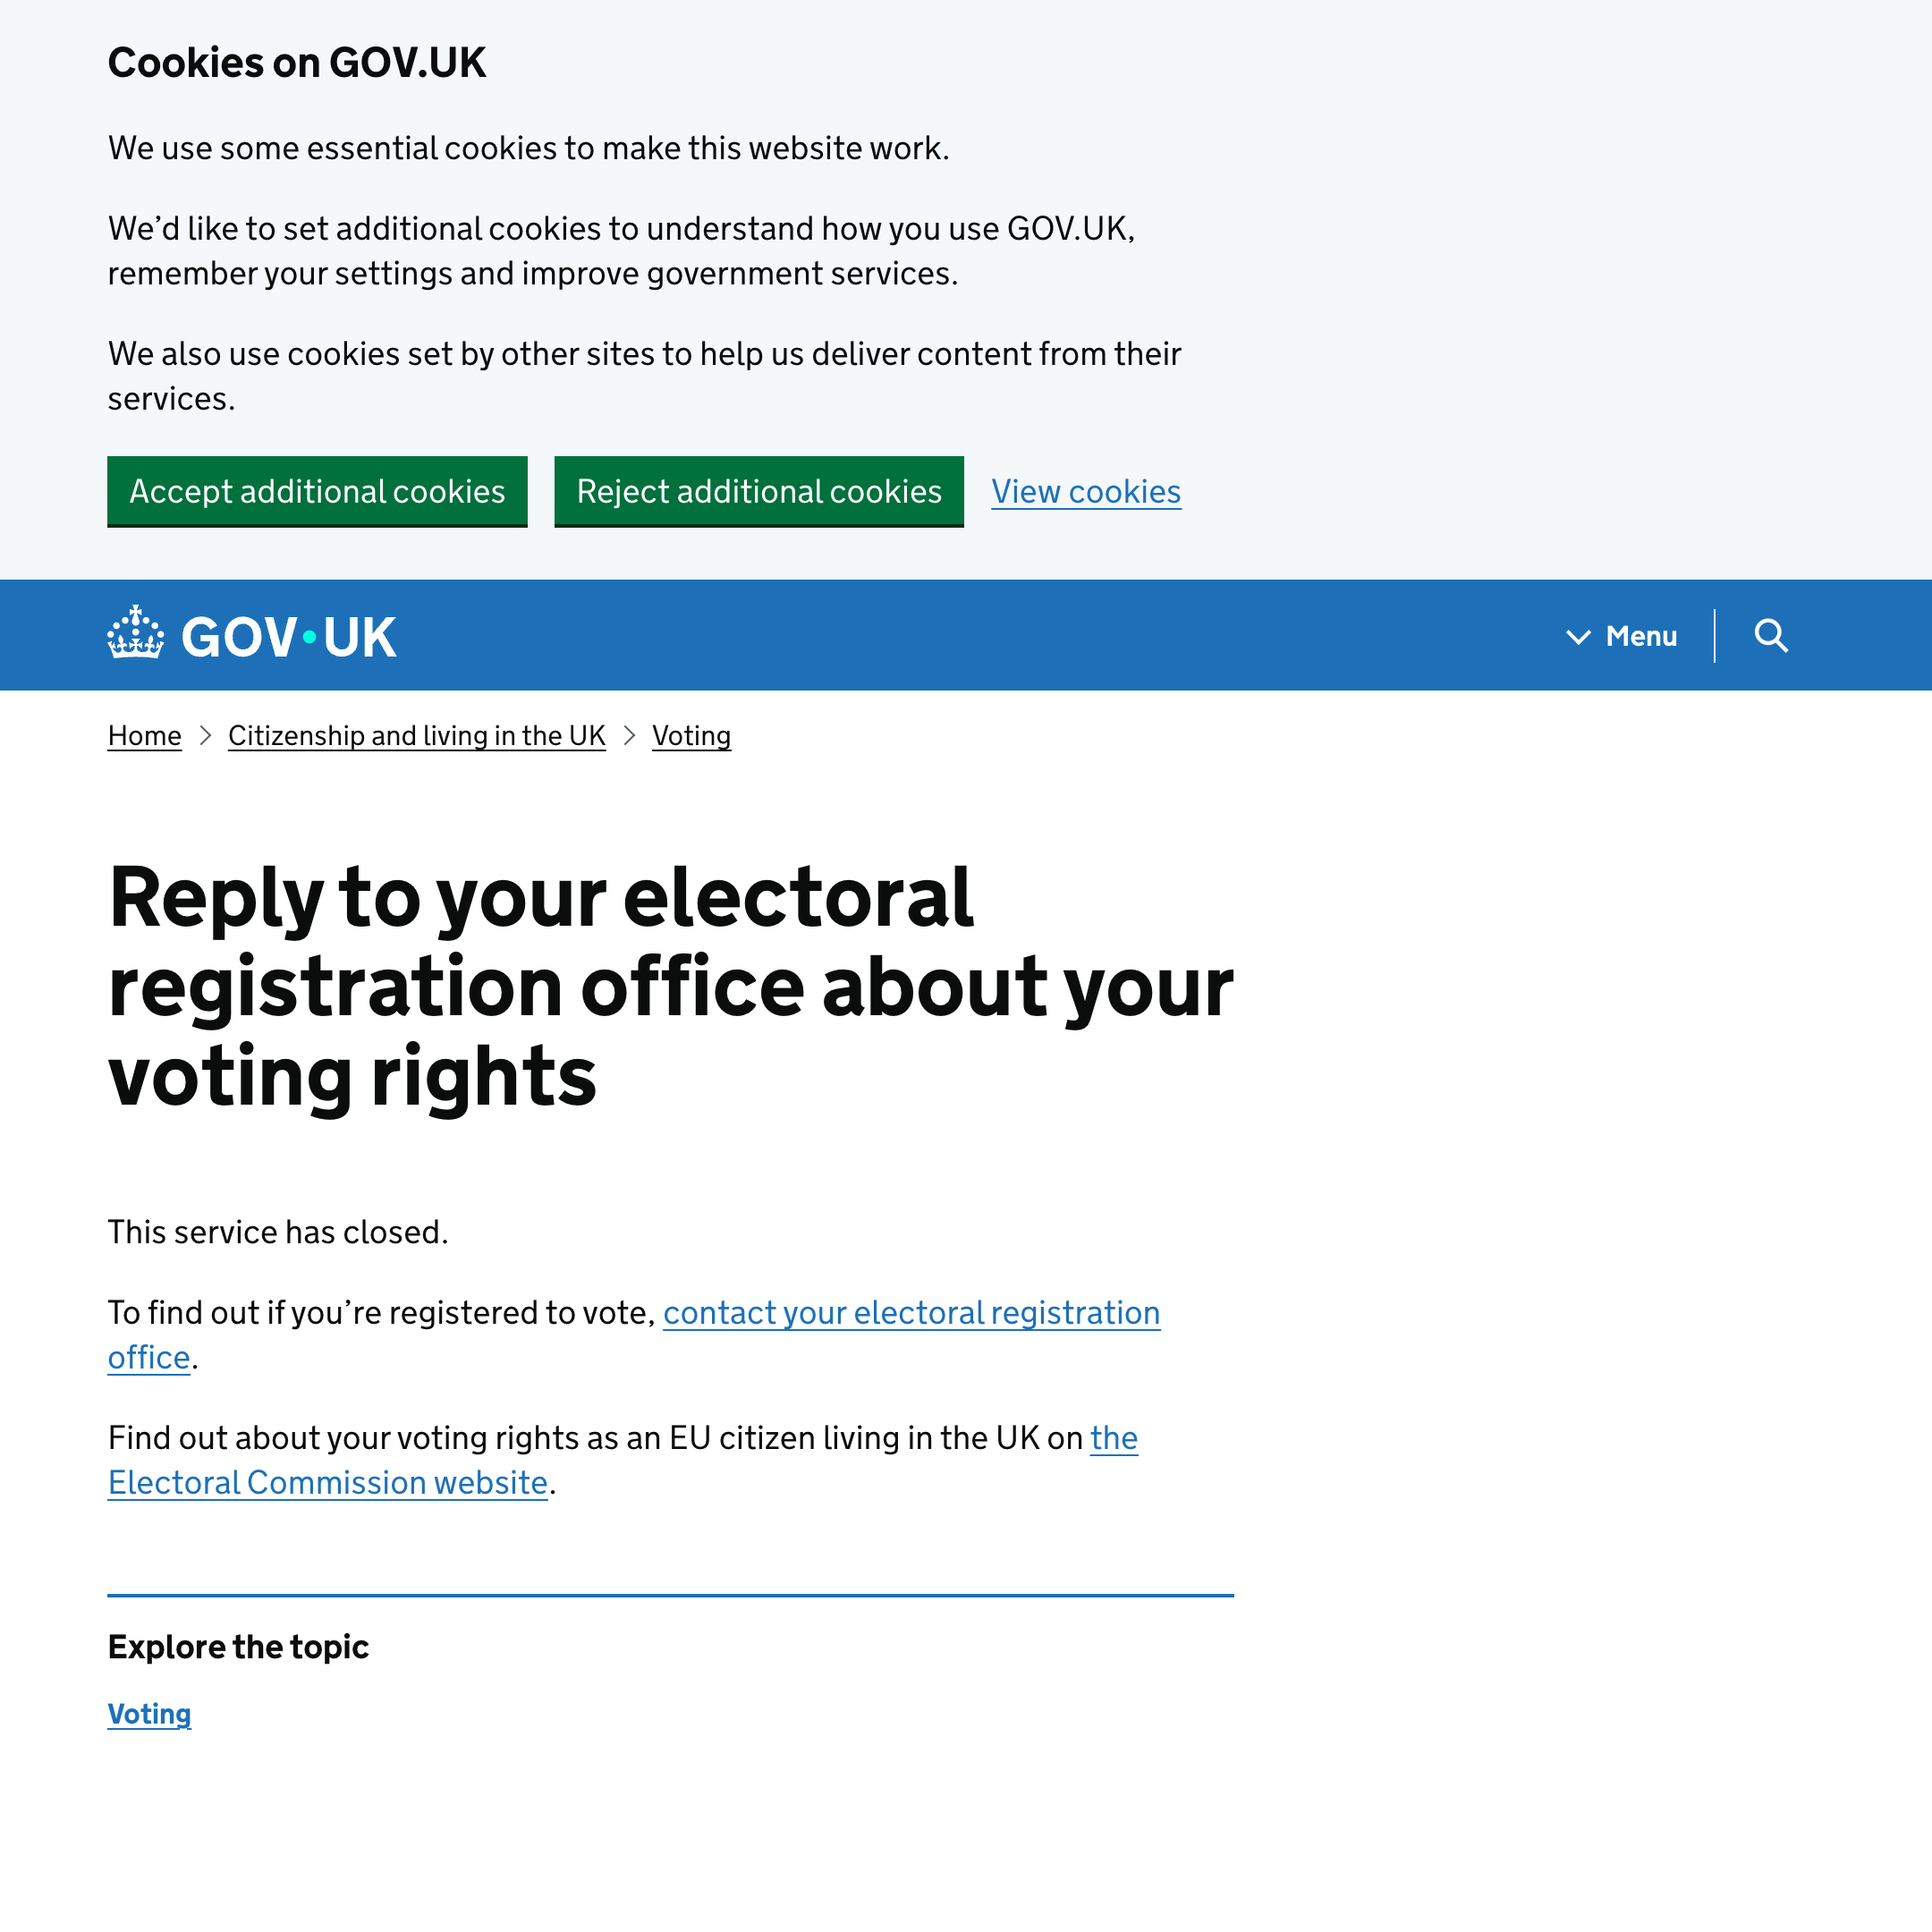 Cookies on GOV.UK
We use some essential cookies to make this website work.
We’d like to set additional cookies to understand how you use GOV.UK,
remember your settings and improve government services.
We also use cookies set by other sites to help us deliver content from their
services.
Accept additional cookies Reject additional cookies View cookies
GOV•UK Menu
Home Citizenship and living in the UK Voting
Reply to your electoral
registration office about your
voting rights
This service has closed.
To find out if you’re registered to vote, contact your electoral registration
office.
Find out about your voting rights as an EU citizen living in the UK on the
Electoral Commission website.
Explore the topic
Voting